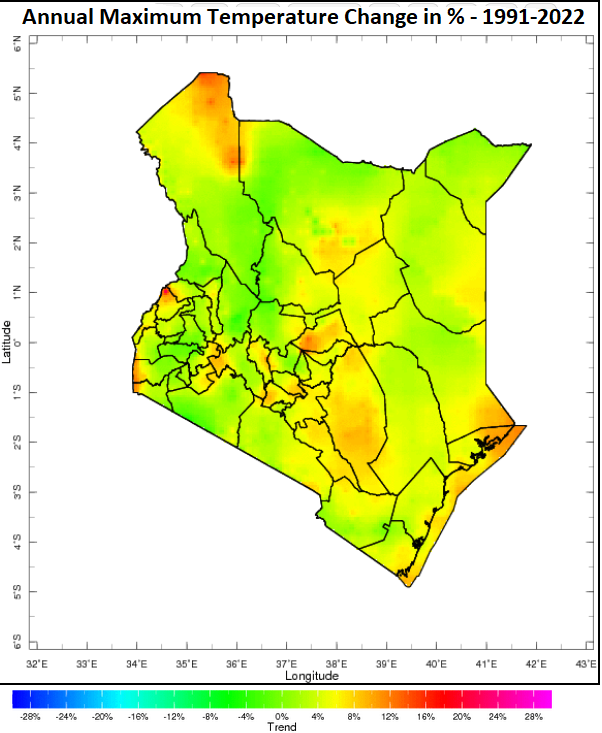 Annual Maximum Temperature Change in % - 1991-2022
6°N
5°N
4°N
3°N
2°N
1°N
0°
1°S
2°S
3°S
4°S
5°S
6°S
Latitude
32°E 33°E 34°E 35°E 36°E 37°E 38°E 39°E 40°E 41°E 42°E 43°E
Longitude
-28% -24% -20% -16% -12% -8% -4% 0% 4% 8% 12% 16% 20% 24% 28%
Trend